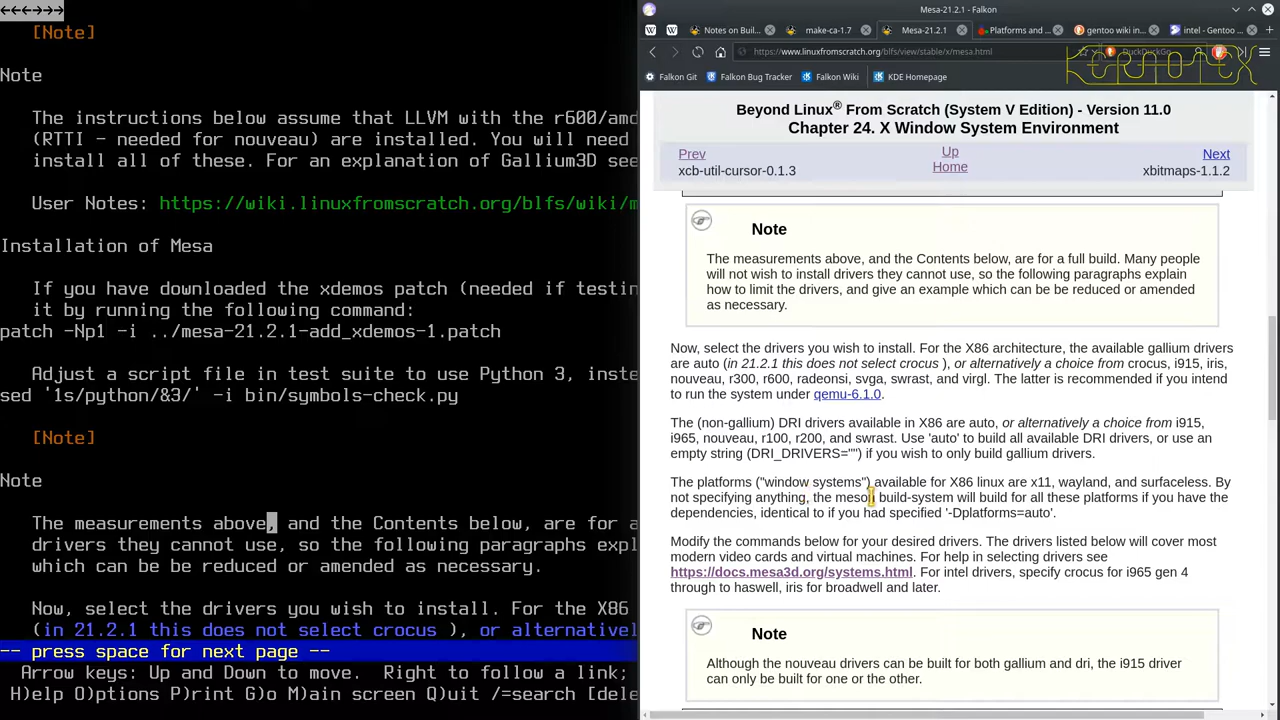 ←←←→→→
[Note]
Note
The instructions below assume that LLVM with the r600/amd
(RTTI - needed for nouveau) are installed. You will need
install all of these. For an explanation of Gallium3D see
User Notes: https://wiki.linuxfromscratch.org/blfs/wiki/m
Installation of Mesa
If you have downloaded the xdemos patch (needed if testing
it by running the following command:
patch -Np1 -i ../mesa-21.2.1-add_xdemos-1.patch
Adjust a script file in test suite to use Python 3, inste
sed '1s/python/&3/' -i bin/symbols-check.py
[Note]
Note
The measurements above, and the Contents below, are for a
drivers they cannot use, so the following paragraphs expl
which can be be reduced or amended as necessary.
Now, select the drivers you wish to install. For the X86
(in 21.2.1 this does not select crocus ), or alternativel
-- press space for next page --
Arrow keys: Up and Down to move. Right to follow a link;
H)elp O)ptions P)rint G)o M)ain screen Q)uit /=search [dele
Mesa-21.2.1 - Falkon
Notes on Buil...
make-ca-1.7
Mesa-21.2.1
Platforms and ...
gentoo wiki in...
intel - Gentoo ...
https://www.linuxfromscratch.org/blfs/view/stable/x/mesa.html
DuckDuckGo
Falkon Git
Falkon Bug Tracker
Falkon Wiki
KDE Homepage
Beyond Linux® From Scratch (System V Edition) - Version 11.0
Chapter 24. X Window System Environment
Prev
Up
Next
xcb-util-cursor-0.1.3
Home
xbitmaps-1.1.2
Note
The measurements above, and the Contents below, are for a full build. Many people
will not wish to install drivers they cannot use, so the following paragraphs explain
how to limit the drivers, and give an example which can be be reduced or amended
as necessary.
Now, select the drivers you wish to install. For the X86 architecture, the available gallium drivers
are auto (in 21.2.1 this does not select crocus ), or alternatively a choice from crocus, i915, iris,
nouveau, r300, r600, radeonsi, svga, swrast, and virgl. The latter is recommended if you intend
to run the system under qemu-6.1.0.
The (non-gallium) DRI drivers available in X86 are auto, or alternatively a choice from i915,
i965, nouveau, r100, r200, and swrast. Use 'auto' to build all available DRI drivers, or use an
empty string (DRI_DRIVERS="") if you wish to only build gallium drivers.
The platforms ("window systems") available for X86 linux are x11, wayland, and surfaceless. By
not specifying anything, the meson build-system will build for all these platforms if you have the
dependencies, identical to if you had specified '-Dplatforms=auto'.
Modify the commands below for your desired drivers. The drivers listed below will cover most
modern video cards and virtual machines. For help in selecting drivers see
https://docs.mesa3d.org/systems.html. For intel drivers, specify crocus for i965 gen 4
through to haswell, iris for broadwell and later.
Note
Although the nouveau drivers can be built for both gallium and dri, the i915 driver
can only be built for one or the other.